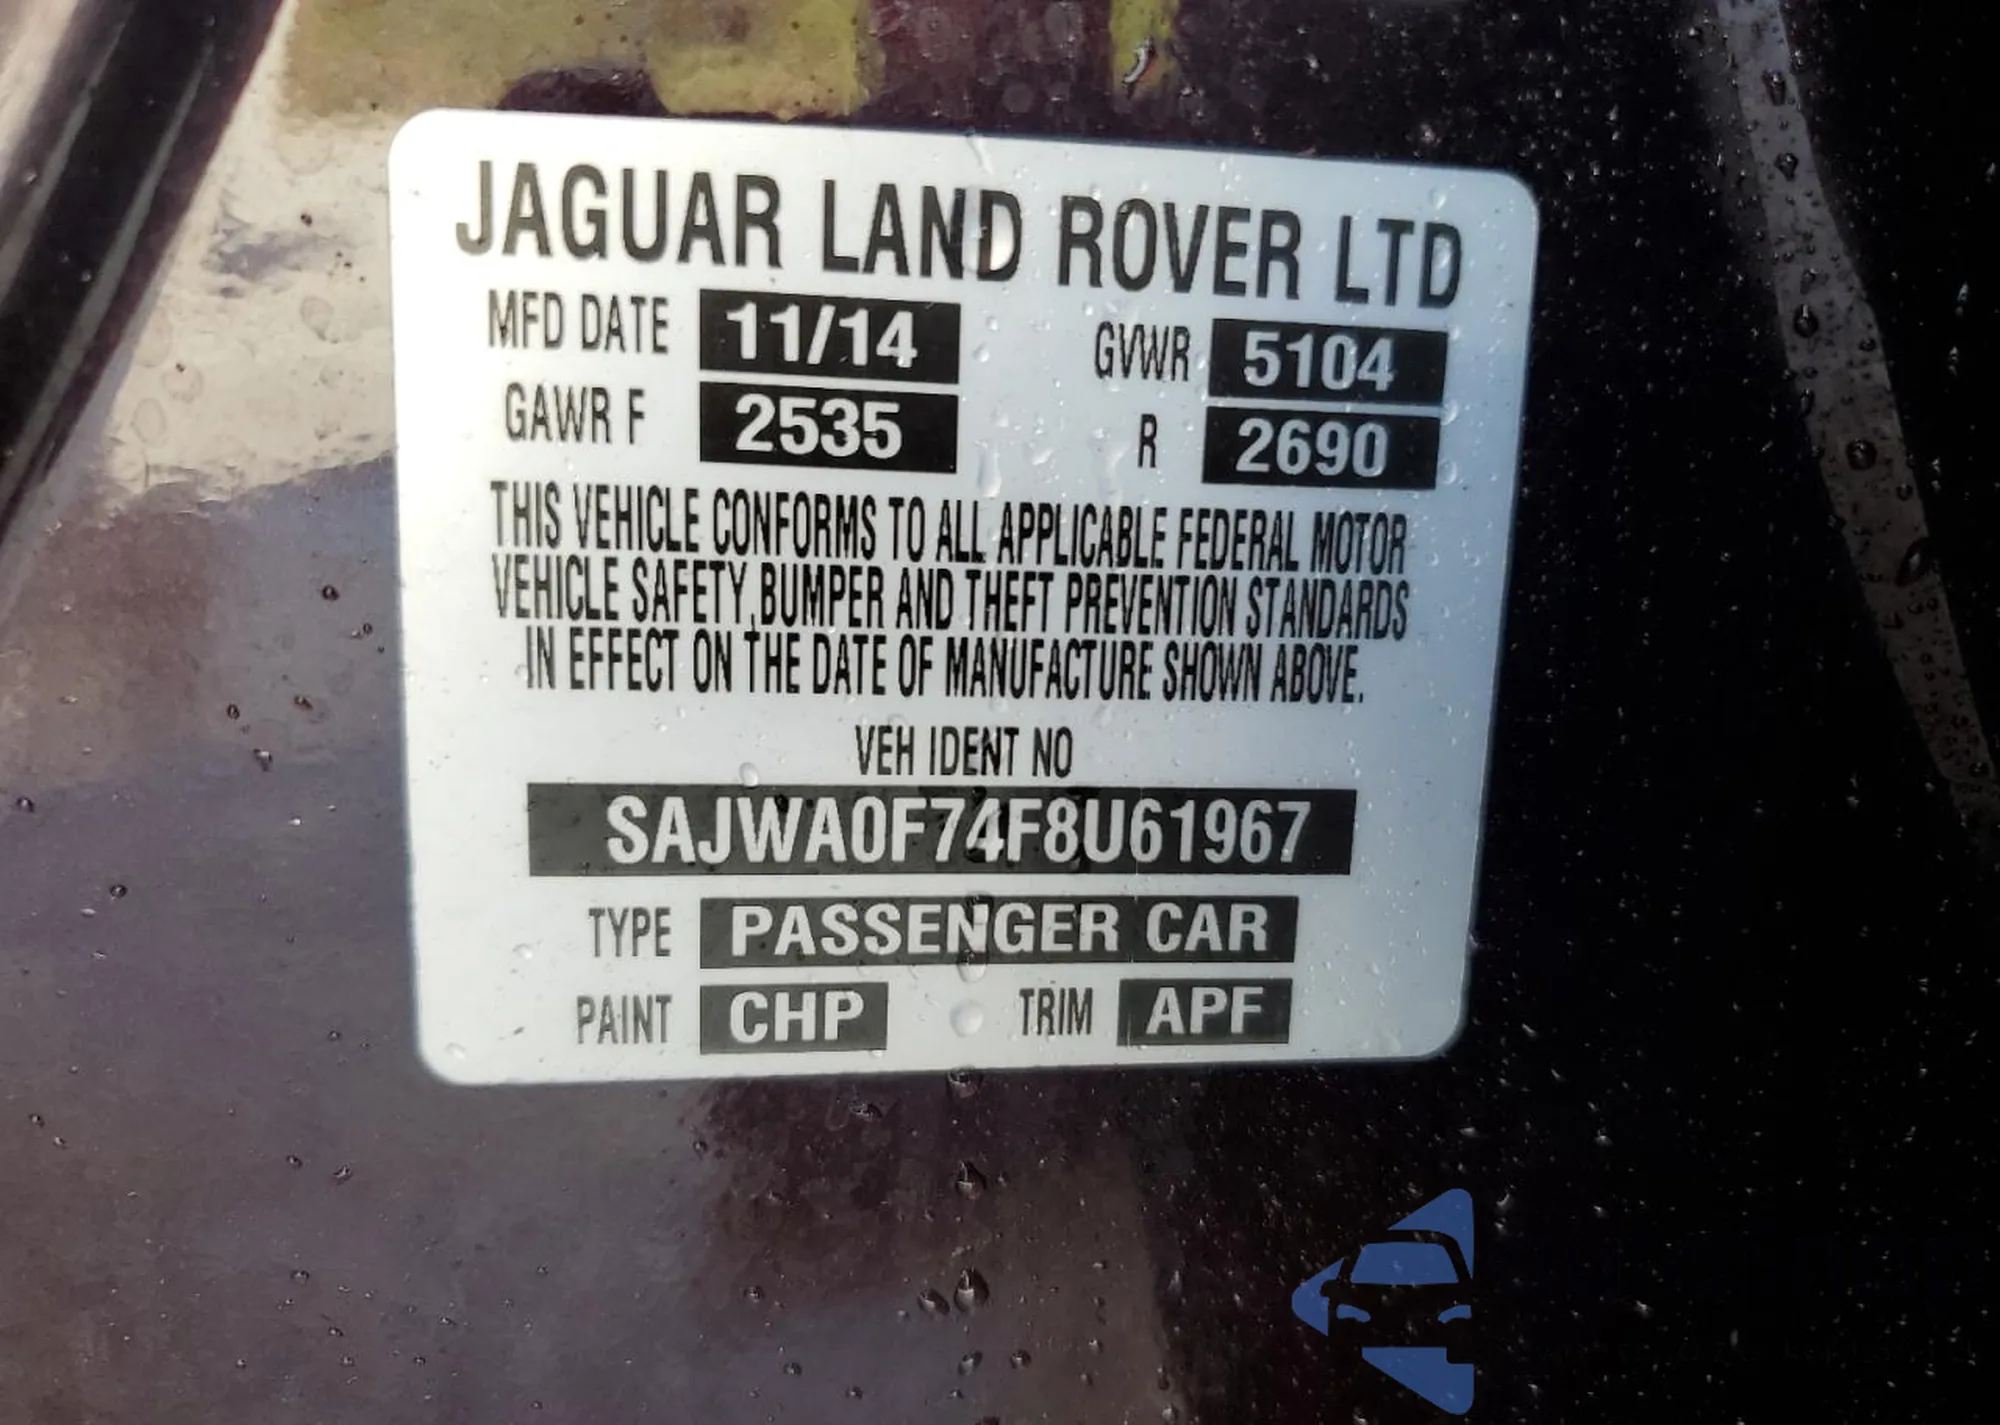 JAGUAR LAND ROVER LTD
MFD DATE 11/14 GVWR 5104
GAWR F 2535 R 2690
THIS VEHICLE CONFORMS TO ALL APPLICABLE FEDERAL MOTOR
VEHICLE SAFETY,BUMPER AND THEFT PREVENTION STANDARDS
IN EFFECT ON THE DATE OF MANUFACTURE SHOWN ABOVE.
VEH IDENT NO
SAJWA0F74F8U61967
TYPE PASSENGER CAR
PAINT CHP TRIM APF